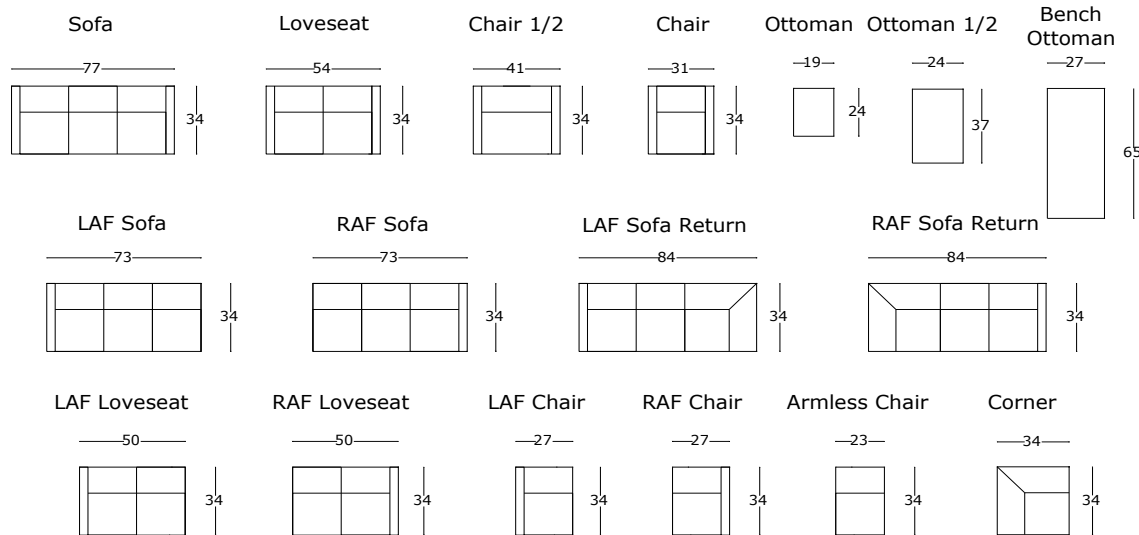 Sofa Loveseat Chair 1/2 Chair Ottoman Ottoman 1/2 Bench
Ottoman
77 54 41 31 19 24 27
34 34 34 34 24 37 65
LAF Sofa RAF Sofa LAF Sofa Return RAF Sofa Return
73 73 84 84
34 34 34 34
LAF Loveseat RAF Loveseat LAF Chair RAF Chair Armless Chair Corner
50 50 27 27 23 34
34 34 34 34 34 34